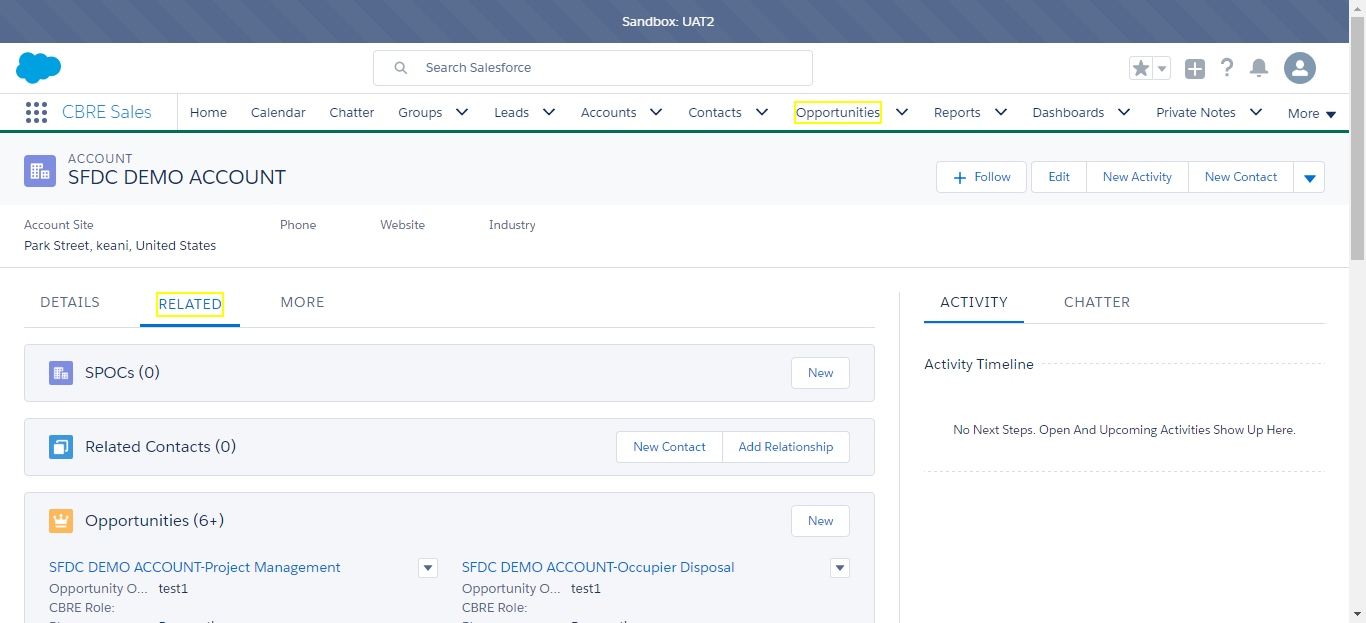 Sandbox: UAT2
Search Salesforce
CBRE Sales
Home
Calendar
Chatter
Groups
Leads
Accounts
Contacts
Opportunities
Reports
Dashboards
Private Notes
More
ACCOUNT
SFDC DEMO ACCOUNT
Follow
Edit
New Activity
New Contact
Account Site
Phone
Website
Industry
Park Street, keani, United States
DETAILS
RELATED
MORE
SPOCs (0)
New
Related Contacts (0)
New Contact
Add Relationship
Opportunities (6+)
New
SFDC DEMO ACCOUNT-Project Management
Opportunity O... test1
CBRE Role:
SFDC DEMO ACCOUNT-Occupier Disposal
Opportunity O... test1
CBRE Role:
ACTIVITY
CHATTER
Activity Timeline
No Next Steps. Open And Upcoming Activities Show Up Here.